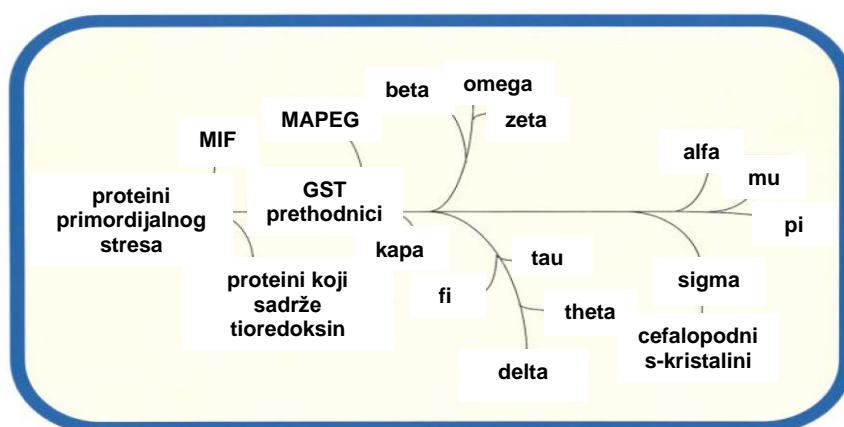 omega
beta
zeta
MAPEG
MIF
alfa
mu
proteini
primordijalnog
stresa
GST
prethodnici
pi
kapa
tau
proteini koji
sadrže
tioredoksin
fi
sigma
theta
cefalopodni
s-kristalini
delta